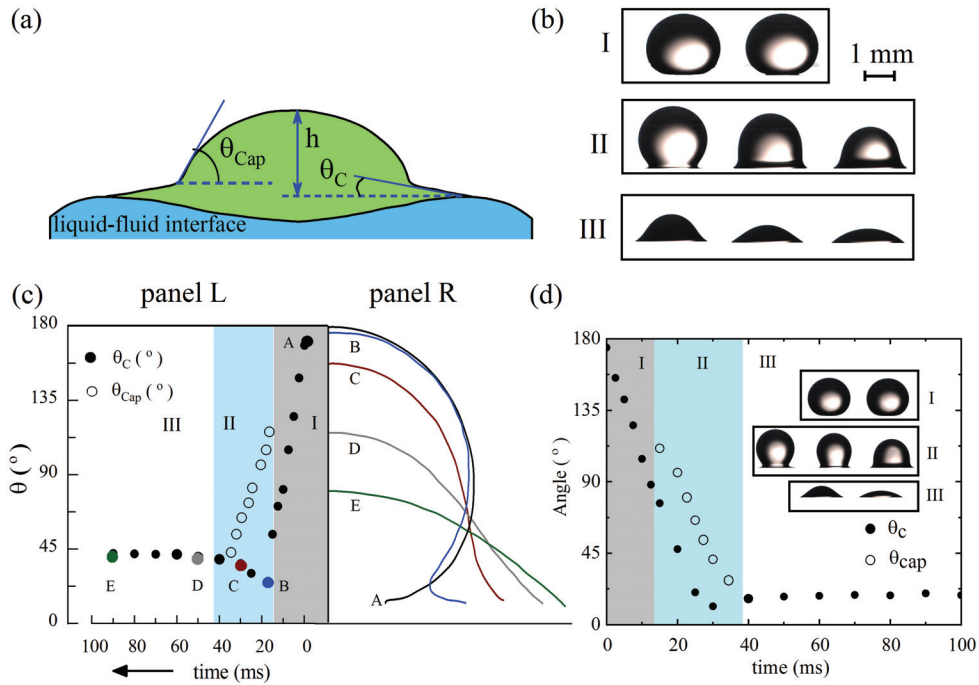 (a)
θCap
h
θC
liquid-fluid interface
(b)
I
1 mm
II
III
(c)
panel L
panel R
180
135
90
45
0
θ (°)
θC (°)
θCap (°)
III
II
I
A
B
C
D
E
B
C
D
E
A
100 80 60 40 20 0
time (ms)
(d)
180
135
90
45
0
Angle (°)
I
II
III
I
II
III
θc
θcap
0 20 40 60 80 100
time (ms)